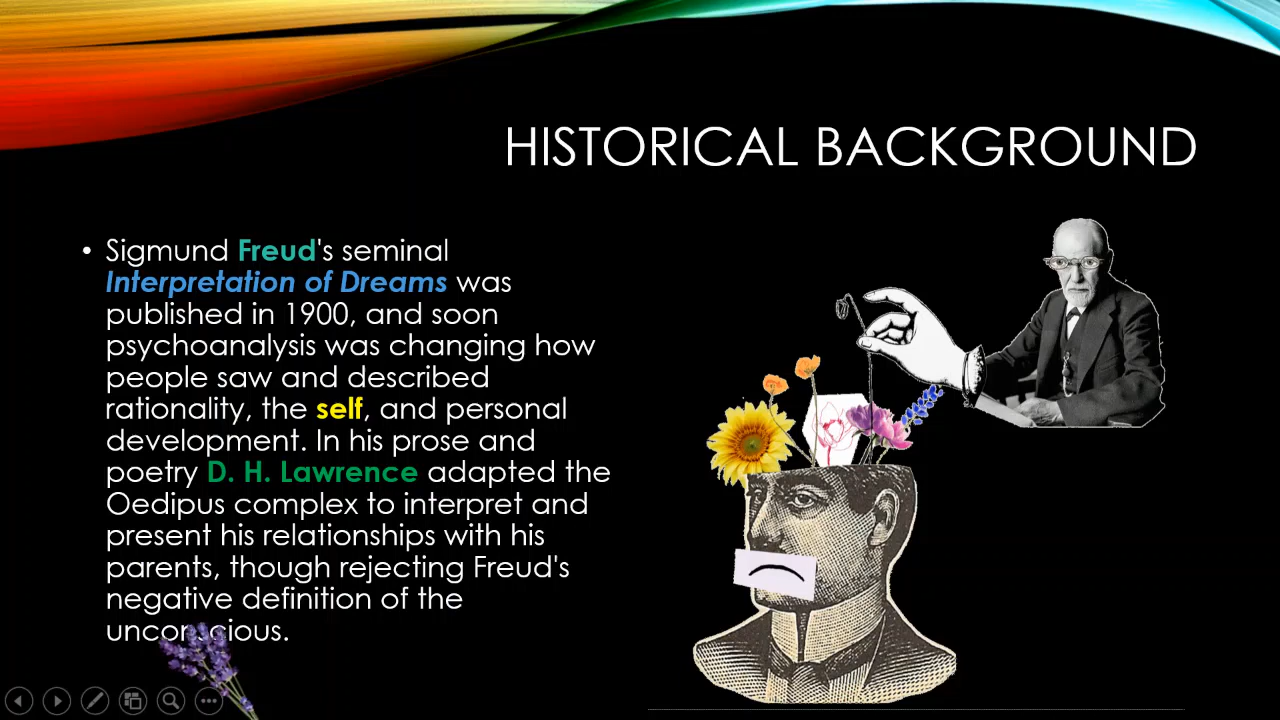 HISTORICAL BACKGROUND
• Sigmund Freud's seminal
Interpretation of Dreams was
published in 1900, and soon
psychoanalysis was changing how
people saw and described
rationality, the self, and personal
development. In his prose and
poetry D. H. Lawrence adapted the
Oedipus complex to interpret and
present his relationships with his
parents, though rejecting Freud's
negative definition of the
unconscious.